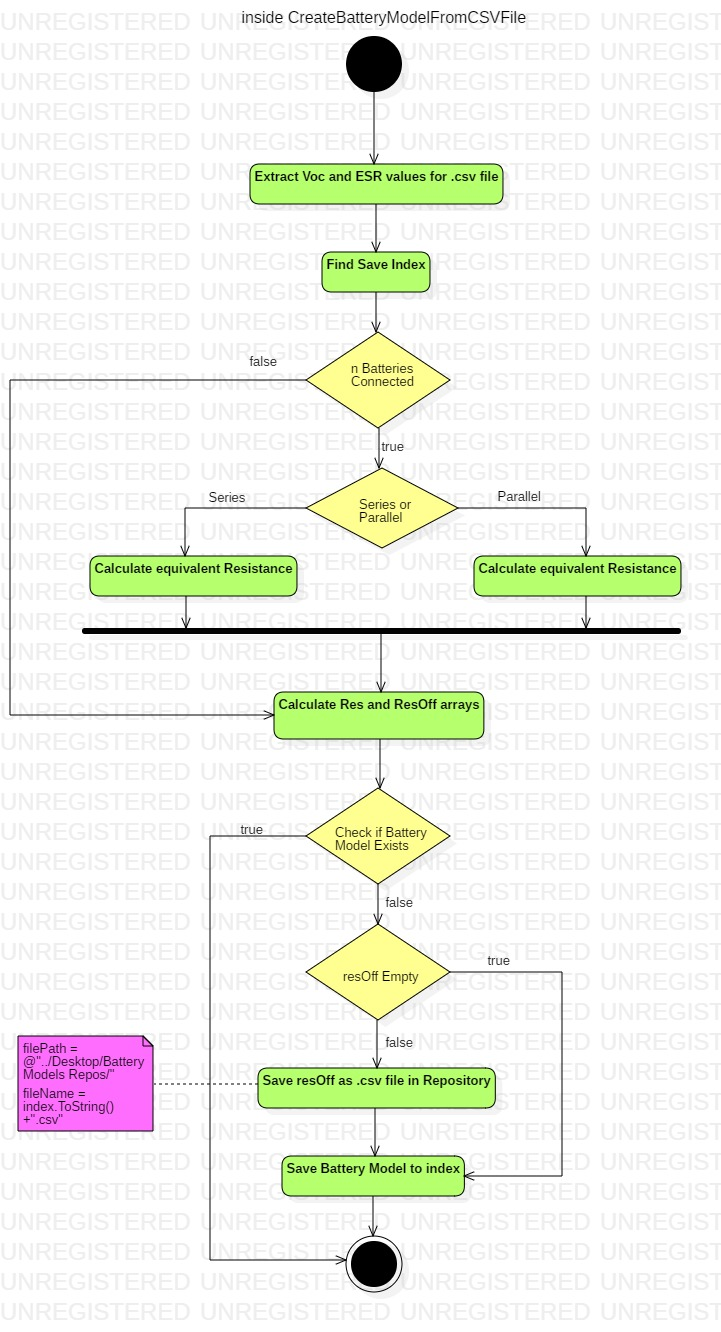 inside CreateBatteryModelFromCSVFile
Extract Voc and ESR values for .csv file
Find Save Index
false
n Batteries
Connected
true
Series
Series or
Parallel
Parallel
Calculate equivalent Resistance
Calculate equivalent Resistance
Calculate Res and ResOff arrays
true
Check if Battery
Model Exists
false
resOff Empty
true
false
filePath =
@"../Desktop/Battery
Models Repos/"
fileName =
index.ToString()
+".csv"
Save resOff as .csv file in Repository
Save Battery Model to index
UNREGISTERED